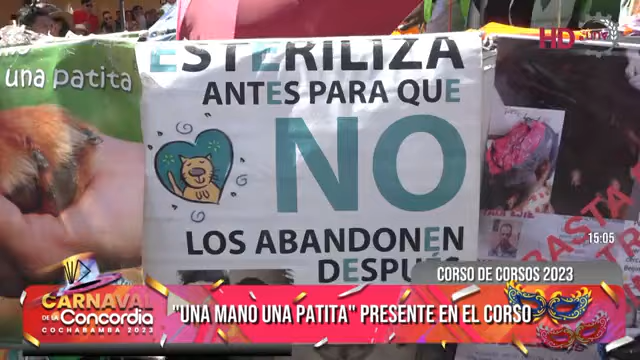 HD
una patita
ESTERILIZA
ANTES PARA QUE
NO
LOS ABANDONEN
DESPUÉS
BASTA
15:05
CORSO DE CORSOS 2023
CARNAVAL
DE LA Concordia
COCHABAMBA 2023
"UNA MANO UNA PATITA" PRESENTE EN EL CORSO